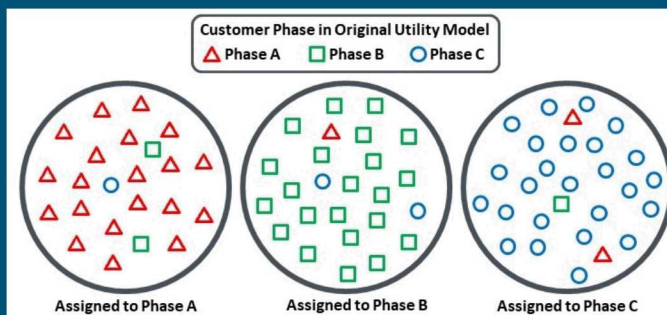 Customer Phase in Original Utility Model
Phase A Phase B Phase C
Assigned to Phase A
Assigned to Phase B
Assigned to Phase C